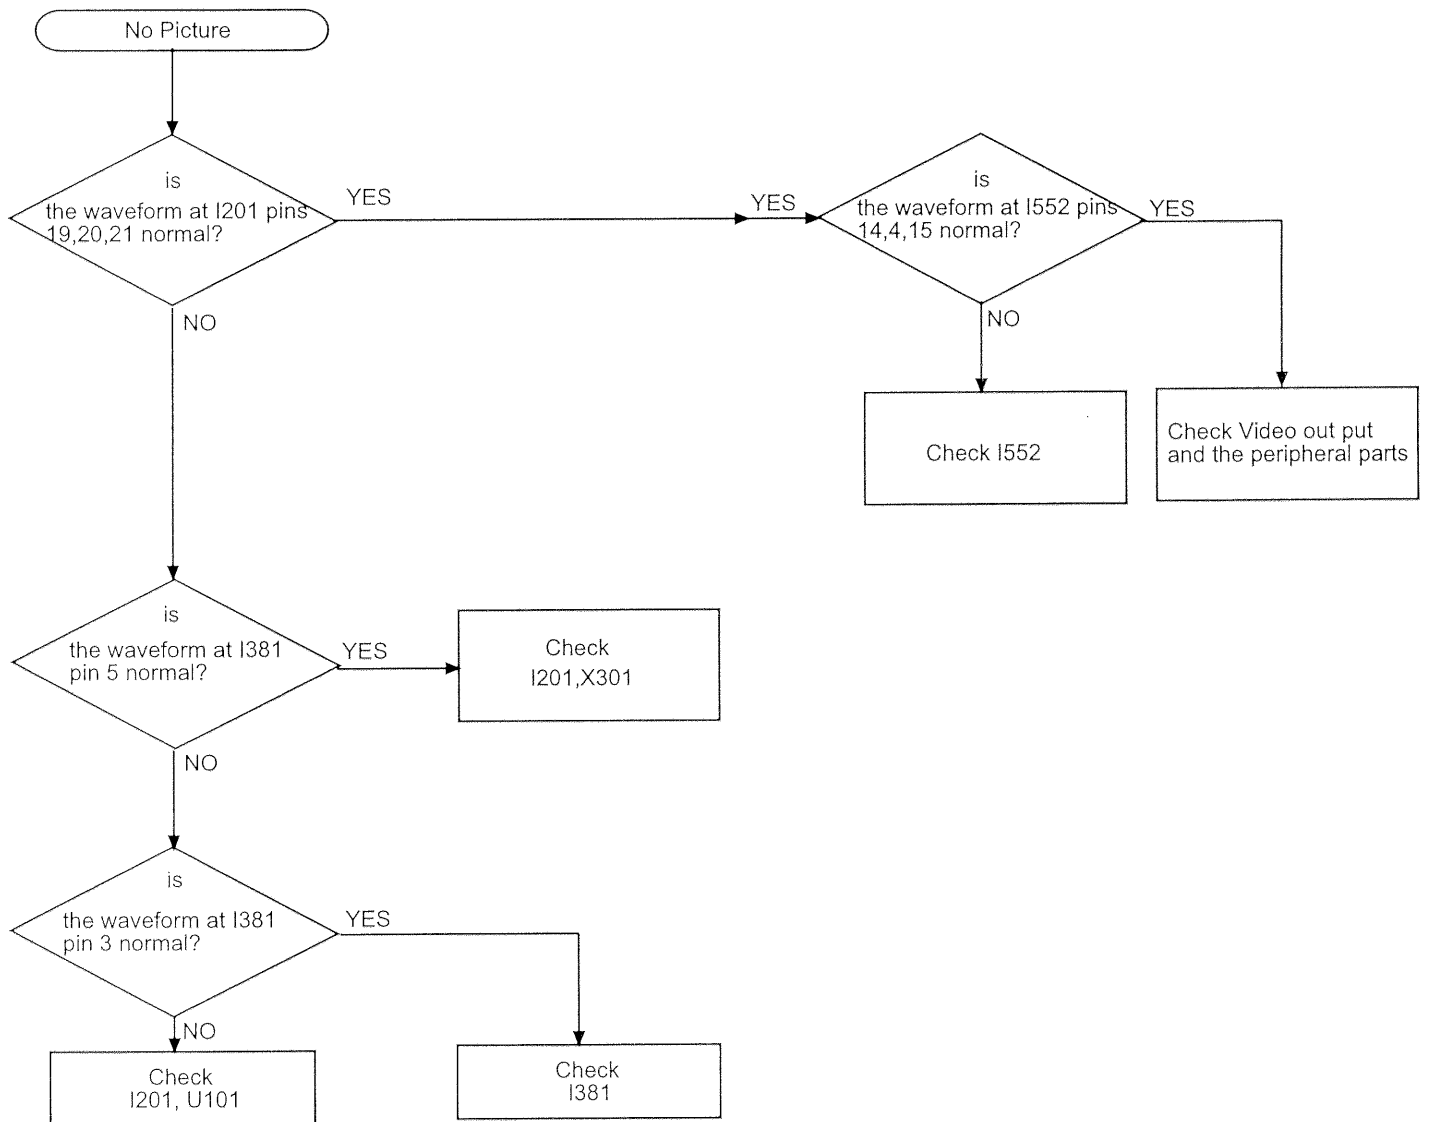 No Picture
is
the waveform at I201 pins
19,20,21 normal?
YES
YES
is
the waveform at I552 pins
14,4,15 normal?
YES
NO
NO
Check I552
Check Video out put
and the peripheral parts
is
the waveform at I381
pin 5 normal?
YES
Check
I201,X301
NO
is
the waveform at I381
pin 3 normal?
YES
NO
Check
I201, U101
Check
I381